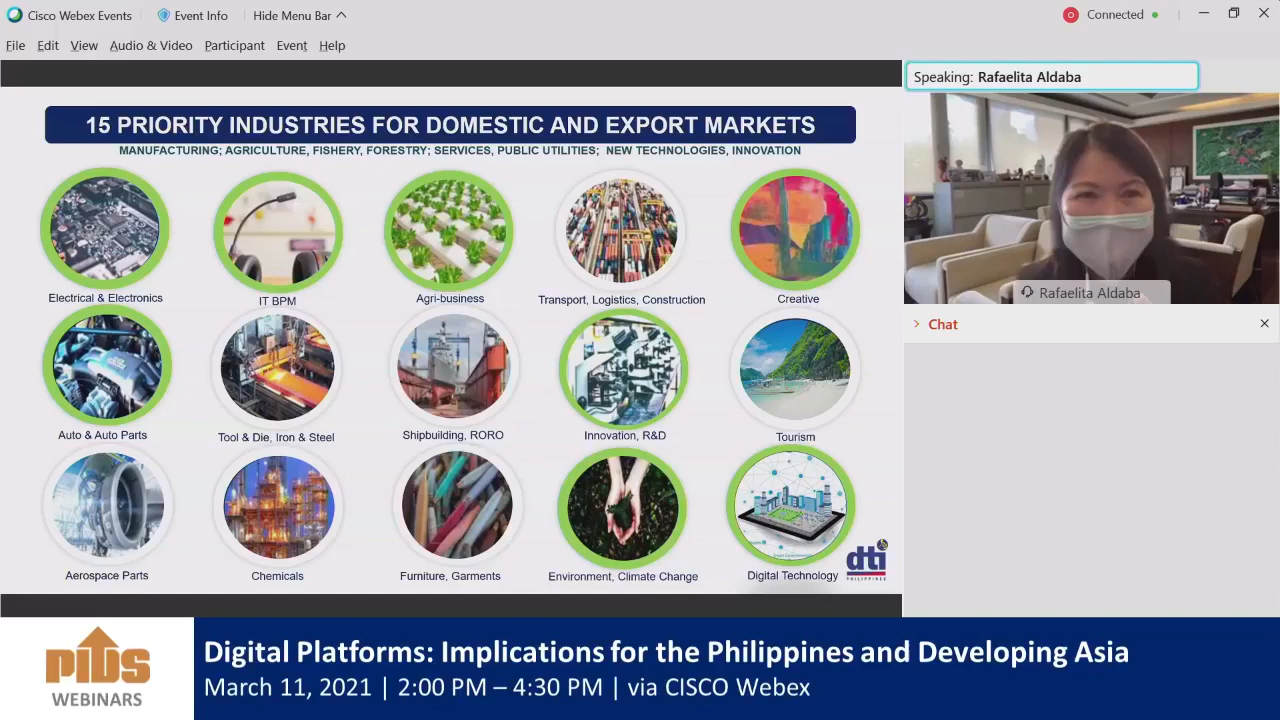 Cisco Webex Events
Event Info
Hide Menu Bar
Connected
File Edit View Audio & Video Participant Event Help
Speaking: Rafaelita Aldaba
15 PRIORITY INDUSTRIES FOR DOMESTIC AND EXPORT MARKETS
MANUFACTURING; AGRICULTURE, FISHERY, FORESTRY; SERVICES, PUBLIC UTILITIES; NEW TECHNOLOGIES, INNOVATION
Electrical & Electronics
IT BPM
Agri-business
Transport, Logistics, Construction
Creative
Auto & Auto Parts
Tool & Die, Iron & Steel
Shipbuilding, RORO
Innovation, R&D
Tourism
Aerospace Parts
Chemicals
Furniture, Garments
Environment, Climate Change
Digital Technology
dti
PHILIPPINES
Rafaelita Aldaba
Chat
PIDS
WEBINARS
Digital Platforms: Implications for the Philippines and Developing Asia
March 11, 2021 | 2:00 PM – 4:30 PM | via CISCO Webex